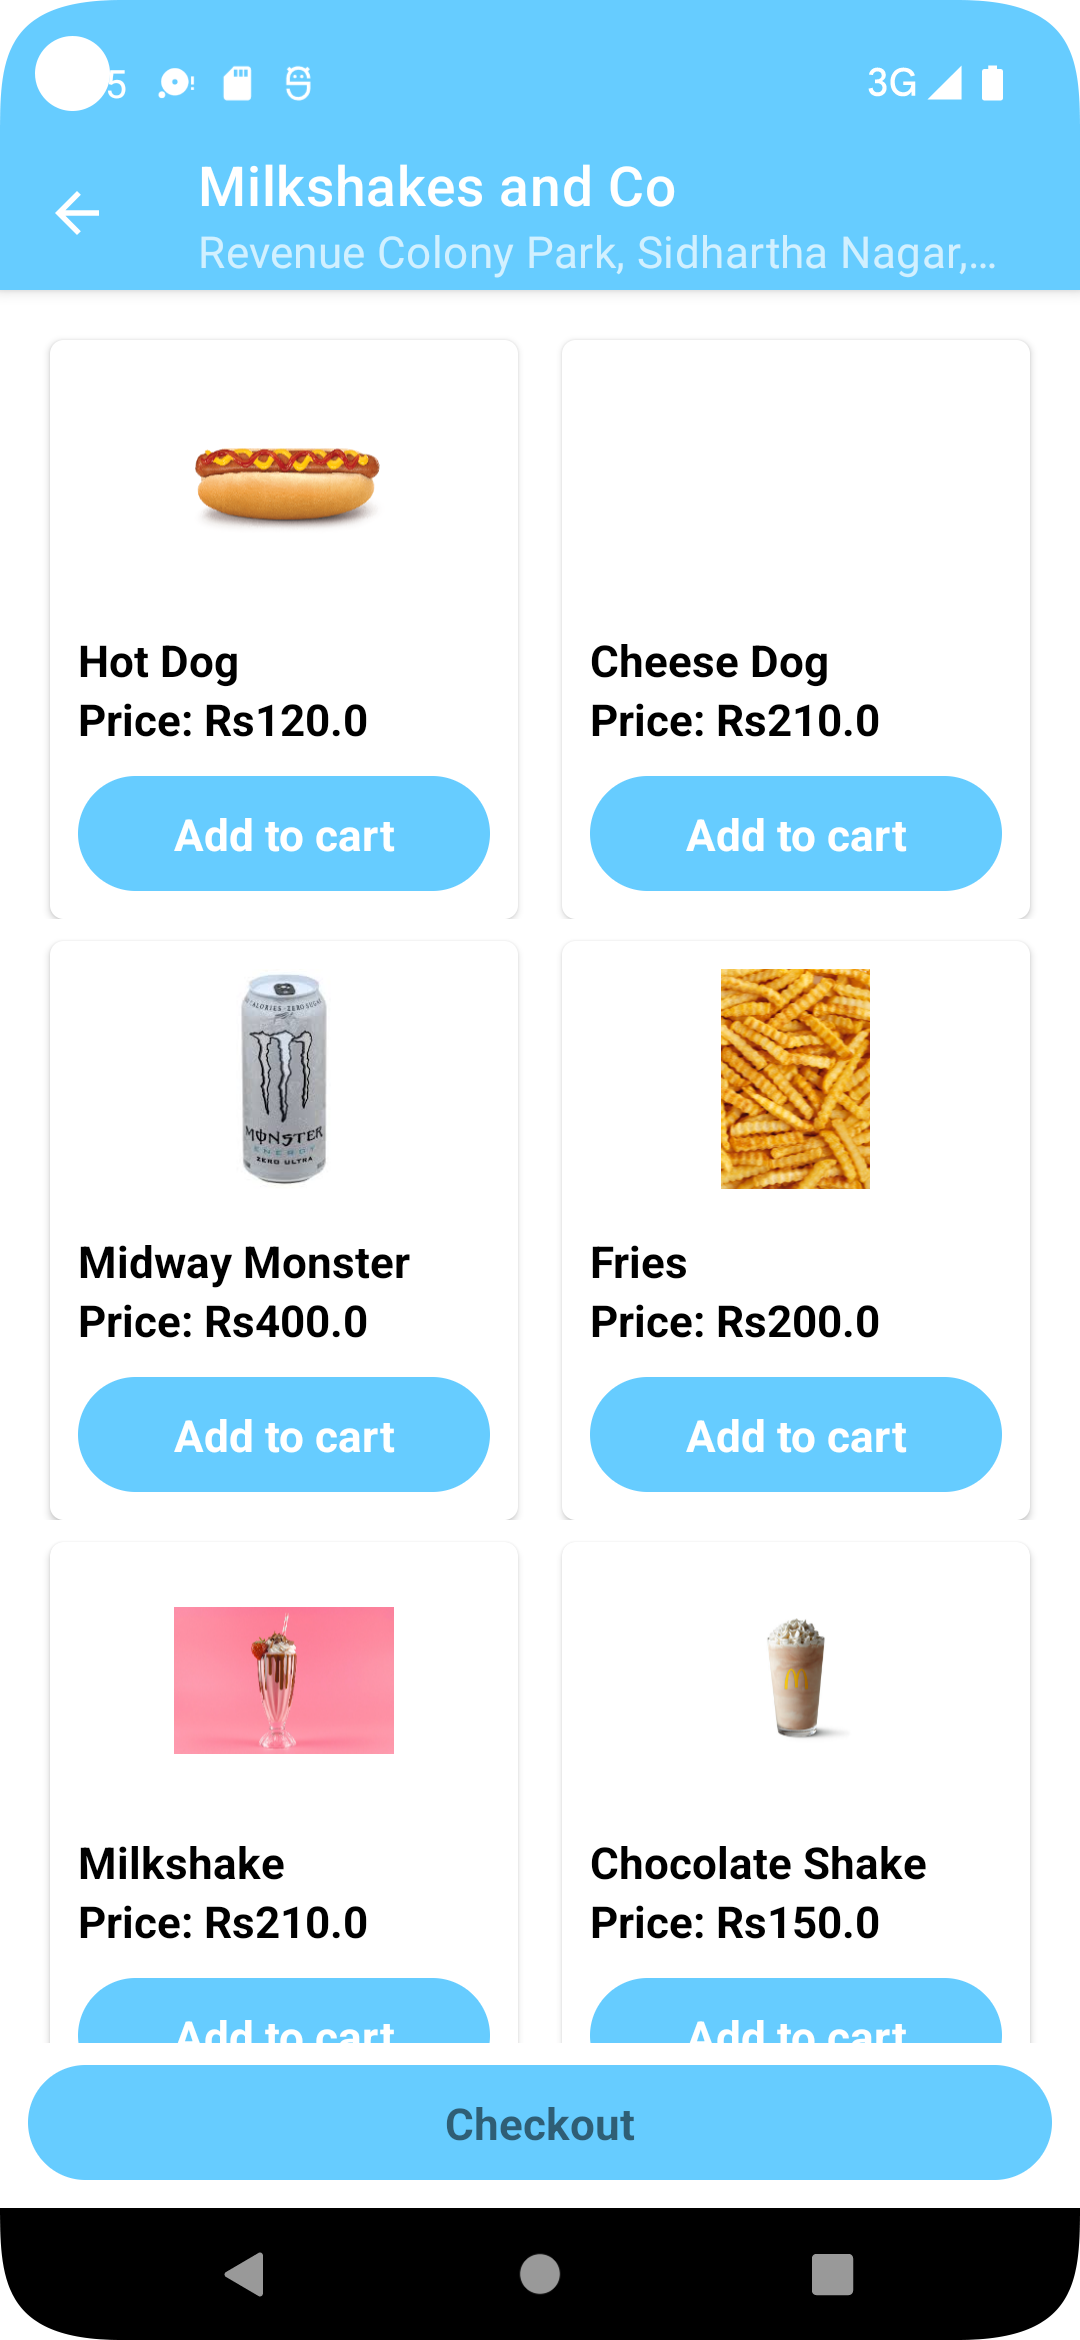 5
3G
Milkshakes and Co
Revenue Colony Park, Sidhartha Nagar,...
Hot Dog
Price: Rs120.0
Add to cart
Cheese Dog
Price: Rs210.0
Add to cart
MONSTER
ENERGY
ZERO ULTRA
Midway Monster
Price: Rs400.0
Add to cart
Fries
Price: Rs200.0
Add to cart
Milkshake
Price: Rs210.0
Add to cart
Chocolate Shake
Price: Rs150.0
Add to cart
Checkout